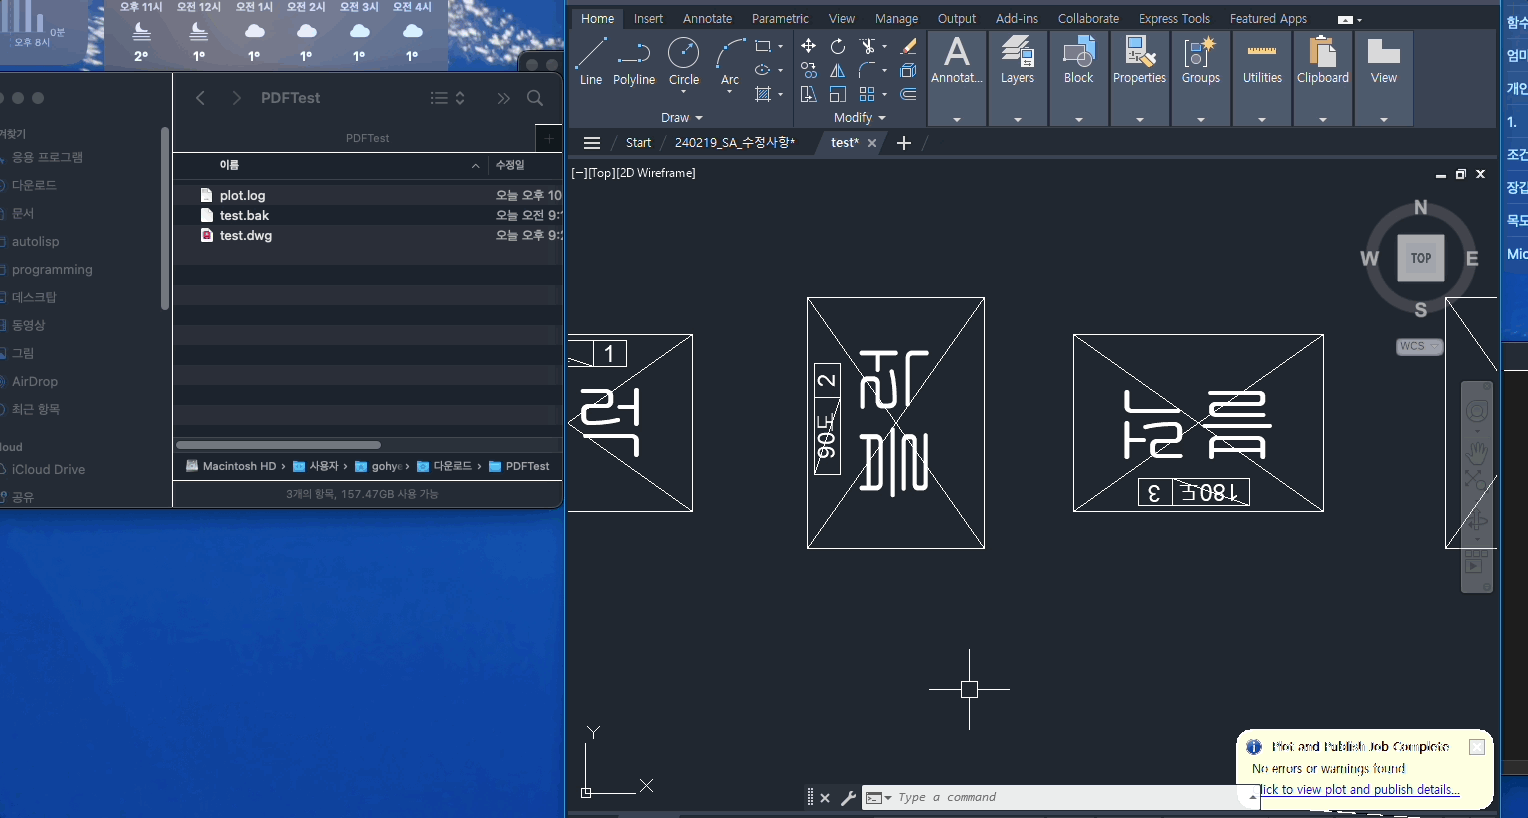 오후 11시 오전 12시 오전 1시 오전 2시 오전 3시 오전 4시
0분
오후 8시
2° 1° 1° 1° 1° 1°
PDFTest
PDFTest
이름 수정일
plot.log 오늘 오후 10
test.bak 오늘 오전 9:1
test.dwg 오늘 오후 9:2
겨찾기
응용 프로그램
다운로드
문서
autolisp
programming
데스크탑
동영상
그림
AirDrop
최근 항목
loud
iCloud Drive
공유
Macintosh HD › 사용자 › gohye › 다운로드 › PDFTest
3개의 항목, 157.47GB 사용 가능
Home Insert Annotate Parametric View Manage Output Add-ins Collaborate Express Tools Featured Apps
Line Polyline Circle Arc
Draw
Modify
Annotat... Layers Block Properties Groups Utilities Clipboard View
Start 240219_SA_수정사항* test*
[−][Top][2D Wireframe]
N
W TOP E
S
WCS
1
2
90도
3
180도
Y
X
Type a command
Plot and Publish Job Complete
No errors or warnings found
lick to view plot and publish details...
함수
엄마
개인
1.
조건
장갑
목도
Mic